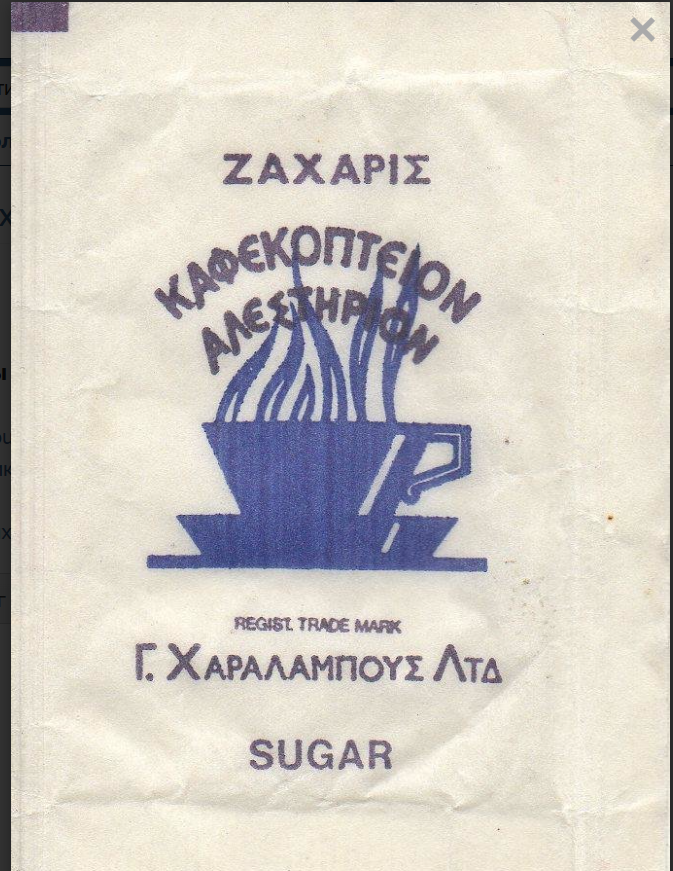 ΖΑΧΑΡΙΣ
ΚΑΦΕΚΟΠΤΕΙΟΝ
ΑΛΕΣΤΗΡΙΟΝ
REGIST. TRADE MARK
Γ. ΧΑΡΑΛΑΜΠΟΥΣ ΛΤΔ
SUGAR